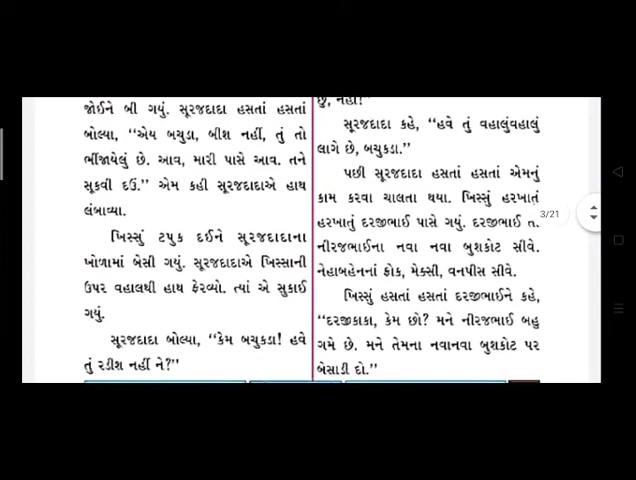 જોઈને બી ગયું. સૂરજદાદા હસતાં હસતાં
બોલ્યા, “એય બચુડા, બીશ નહીં, તું તો
ભીંજાયેલું છે. આવ, મારી પાસે આવ. તને
સૂકવી દઉં.” એમ કહી સૂરજદાદાએ હાથ
લંબાવ્યા.
ખિસ્સું ટપુક દઈને સૂરજદાદાના
ખોળામાં બેસી ગયું. સૂરજદાદાએ ખિસ્સાની
ઉપર વહાલથી હાથ ફેરવ્યો. ત્યાં એ સુકાઈ
ગયું.
સૂરજદાદા બોલ્યા, “કેમ બચુકડા! હવે
તું રડીશ નહીં ને?”
છું, નહીં?”
સૂરજદાદા કહે, “હવે તું વહાલુંવહાલું
લાગે છે, બચુકડા.”
પછી સૂરજદાદા હસતાં હસતાં એમનું
કામ કરવા ચાલતા થયા. ખિસ્સું હરખાતું
હરખાતું દરજીભાઈ પાસે ગયું. દરજીભાઈ ત.
નીરજભાઈના નવા નવા બુશકોટ સીવે.
નેહાબહેનનાં ફ્રોક, મેક્સી, વનપીસ સીવે.
ખિસ્સું હસતાં હસતાં દરજીભાઈને કહે,
“દરજીકાકા, કેમ છો? મને નીરજભાઈ બહુ
ગમે છે. મને તેમના નવાનવા બુશકોટ પર
બેસાડી દો.”
3/21